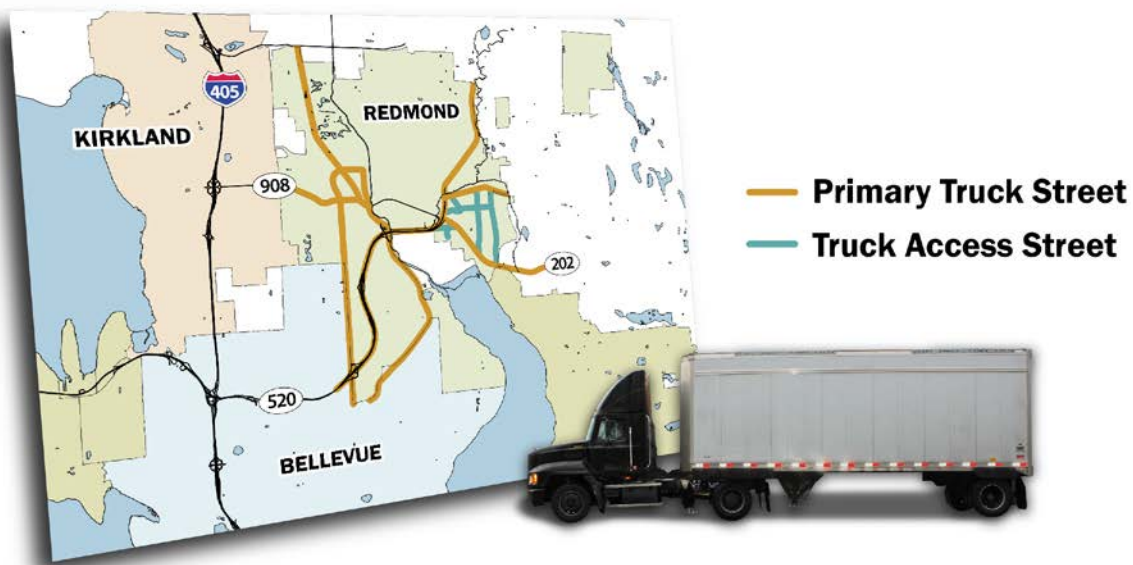 405
KIRKLAND
REDMOND
908
202
520
BELLEVUE
Primary Truck Street
Truck Access Street